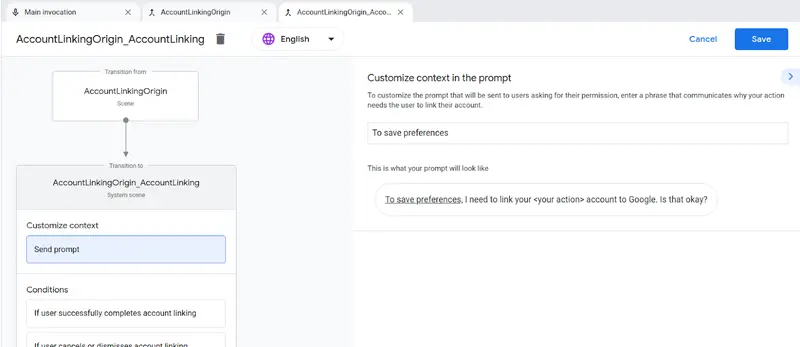 Main invocation
AccountLinkingOrigin
AccountLinkingOrigin_Acco...
AccountLinkingOrigin_AccountLinking
English
Cancel
Save
Transition from
AccountLinkingOrigin
Scene
Transition to
AccountLinkingOrigin_AccountLinking
System scene
Customize context
Send prompt
Conditions
If user successfully completes account linking
If user cancels or dismisses account linking
Customize context in the prompt
To customize the prompt that will be sent to users asking for their permission, enter a phrase that communicates why your action
needs the user to link their account.
To save preferences
This is what your prompt will look like
To save preferences, I need to link your <your action> account to Google. Is that okay?